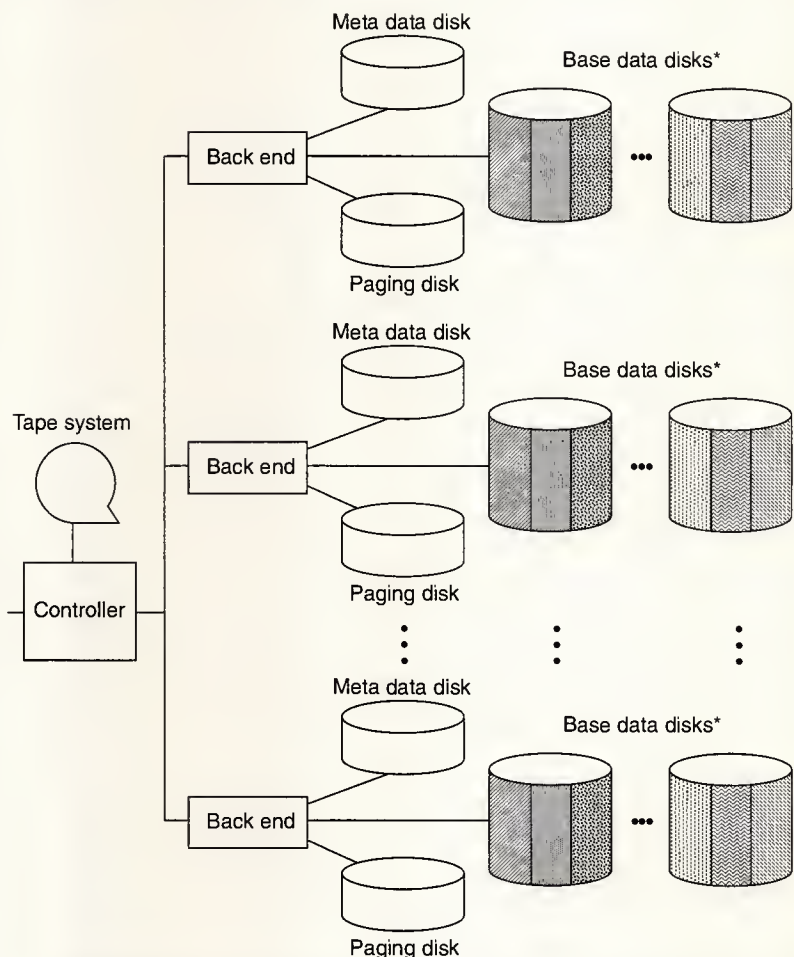 Meta data disk
Base data disks*
Back end
Paging disk
Meta data disk
Base data disks*
Tape system
Back end
Paging disk
Controller
Meta data disk
Base data disks*
Back end
Paging disk